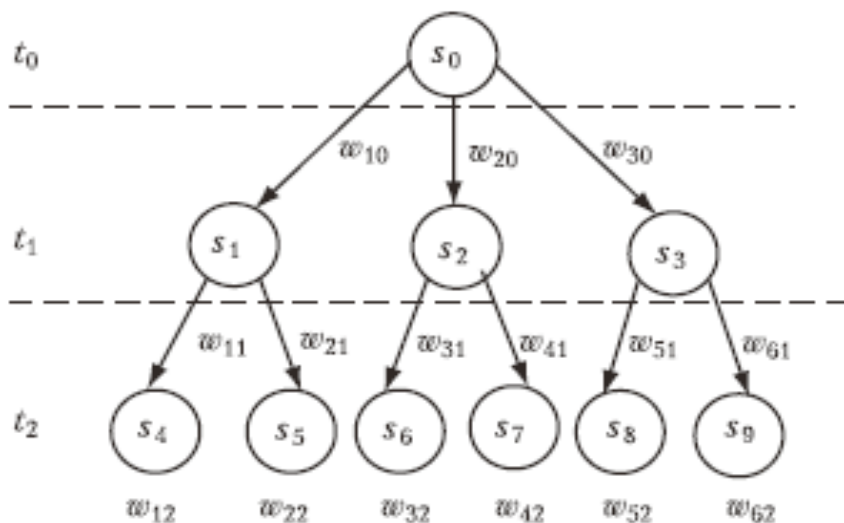 t₀ s₀
w₁₀ w₂₀ w₃₀
t₁ s₁ s₂ s₃
w₁₁ w₂₁ w₃₁ w₄₁ w₅₁ w₆₁
t₂ s₄ s₅ s₆ s₇ s₈ s₉
w₁₂ w₂₂ w₃₂ w₄₂ w₅₂ w₆₂